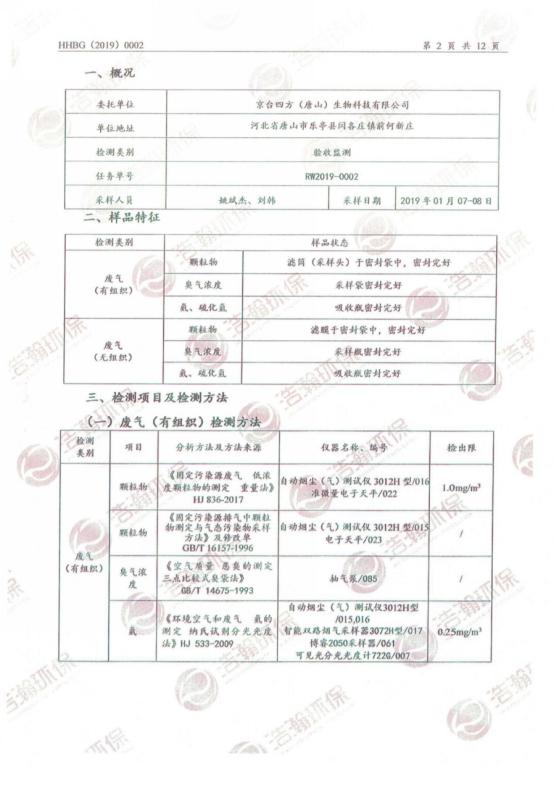 HHBG（2019）0002 第 2 页 共 12 页
一、概况
委托单位 京台四方（唐山）生物科技有限公司
单位地址 河北省唐山市乐亭县闫各庄镇前何新庄
检测类别 验收监测
任务单号 RW2019-0002
采样人员 姚斌杰、刘韩 采样日期 2019 年 01 月 07-08 日
二、样品特征
检测类别 样品状态
废气
（有组织）
颗粒物 滤筒（采样头）于密封袋中，密封完好
臭气浓度 采样袋密封完好
氨、硫化氢 吸收瓶密封完好
废气
（无组织）
颗粒物 滤膜于密封袋中，密封完好
臭气浓度 采样瓶密封完好
氨、硫化氢 吸收瓶密封完好
三、检测项目及检测方法
（一）废气（有组织）检测方法
检测
类别
项目 分析方法及方法来源 仪器名称、编号 检出限
废气
（有组织）
颗粒物
《固定污染源废气 低浓
度颗粒物的测定 重量法》
HJ 836-2017
自动烟尘（气）测试仪 3012H 型/016
准微量电子天平/022
1.0mg/m³
颗粒物
《固定污染源排气中颗粒
物测定与气态污染物采样
方法》及修改单
GB/T 16157-1996
自动烟尘（气）测试仪 3012H 型/015
电子天平/023
/
臭气浓
度
《空气质量 恶臭的测定
三点比较式臭袋法》
GB/T 14675-1993
抽气泵/085
/
氨
《环境空气和废气 氨的
测定 纳氏试剂分光光度
法》HJ 533-2009
自动烟尘（气）测试仪3012H型
/015,016
智能双路烟气采样器3072H型/017
博睿2050采样器/061
可见光分光光度计722G/007
0.25mg/m³
浩瀚环保